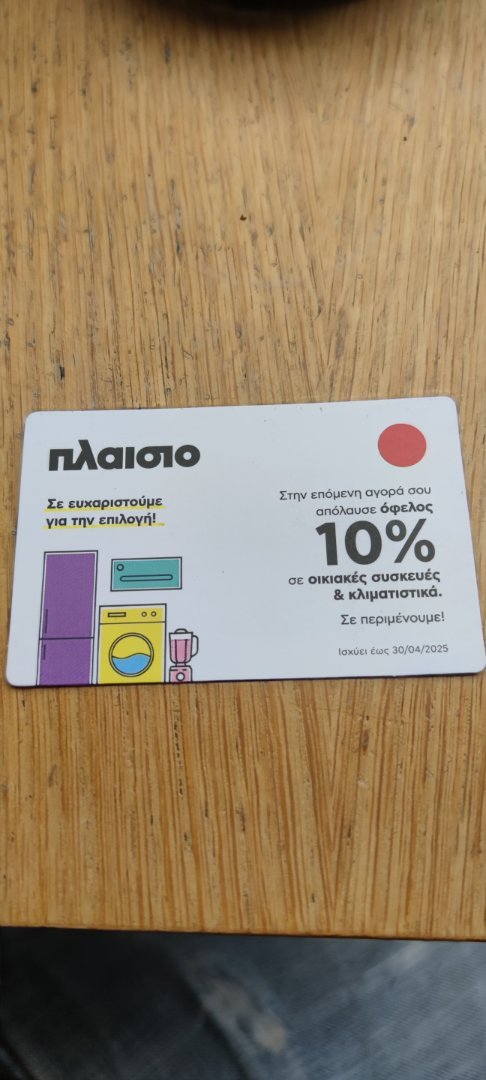 πλαισιο
Σε ευχαριστούμε
για την επιλογή!
Στην επόμενη αγορά σου
απόλαυσε όφελος
10%
σε οικιακές συσκευές
& κλιματιστικά.
Σε περιμένουμε!
Ισχύει έως 30/04/2025